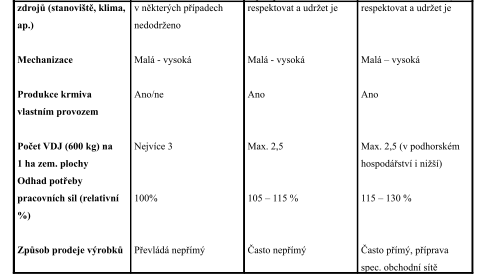 zdrojů (stanoviště, klima, v některých případech respektovat a udržet je respektovat a udržet je
ap.) nedodrženo
Mechanizace Malá - vysoká Malá - vysoká Malá – vysoká
Produkce krmiva Ano/ne Ano Ano
vlastním provozem
Počet VDJ (600 kg) na Nejvíce 3 Max. 2,5 Max. 2,5 (v podhorském
1 ha zem. plochy hospodářství i nižší)
Odhad potřeby
pracovních sil (relativní 100% 105 – 115 % 115 – 130 %
%)
Způsob prodeje výrobků Převládá nepřímý Často nepřímý Často přímý, příprava
spec. obchodní sítě